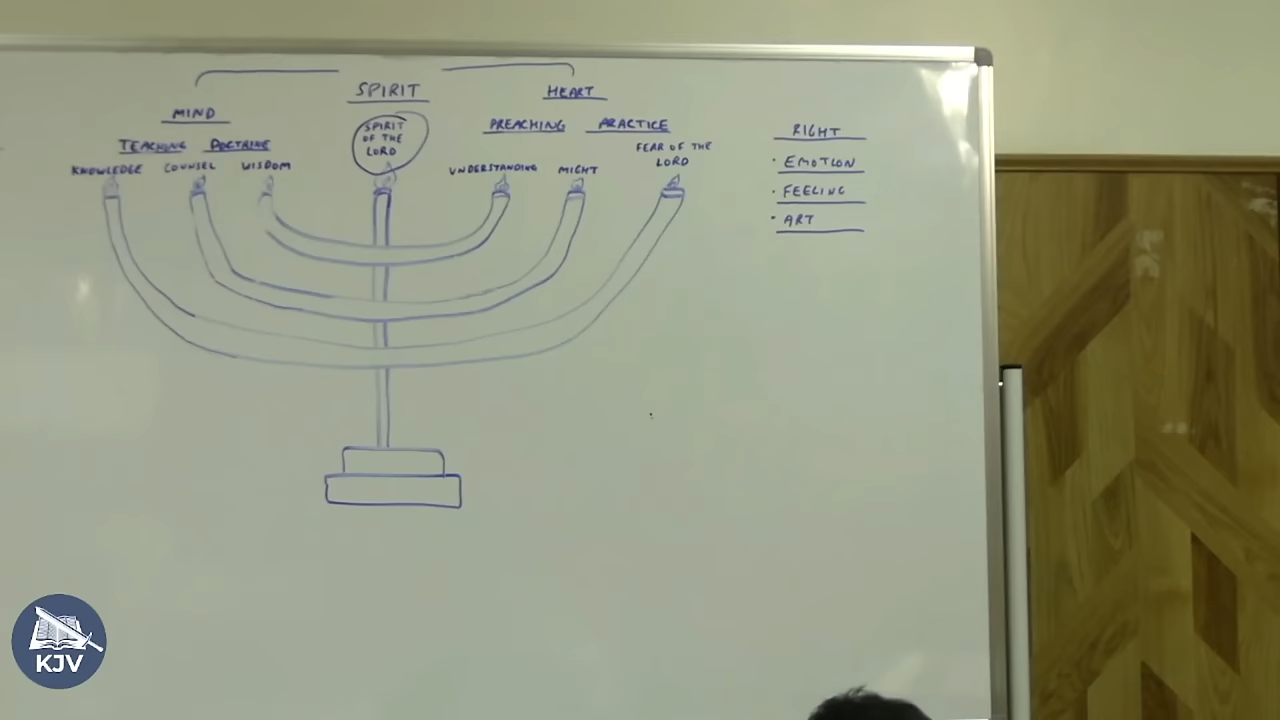 SPIRIT
MIND
HEART
TEACHING DOCTRINE
SPIRIT
OF THE
LORD
PREACHING PRACTICE
KNOWLEDGE COUNSEL WISDOM
UNDERSTANDING MIGHT
FEAR OF THE
LORD
RIGHT
· EMOTION
· FEELING
· ART
KJV